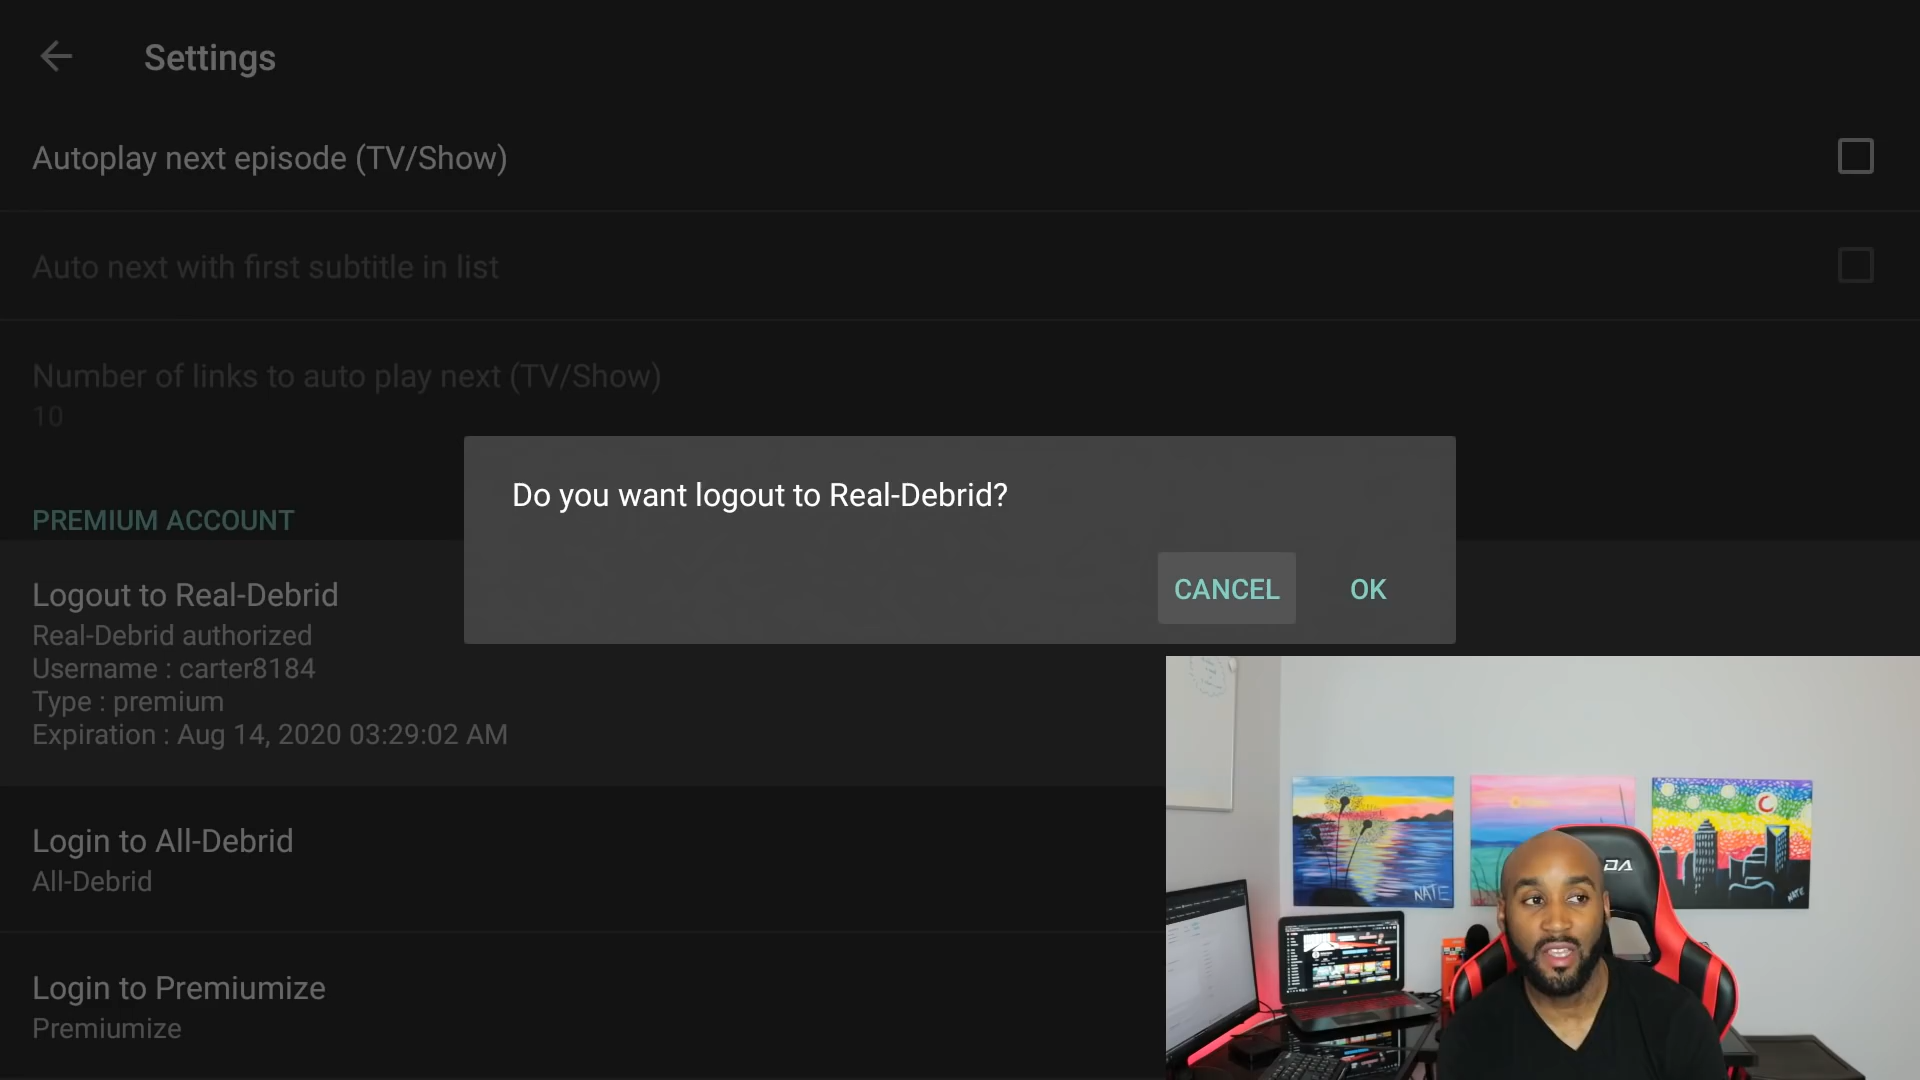 Settings
Autoplay next episode (TV/Show)
Auto next with first subtitle in list
Number of links to auto play next (TV/Show)
10
Do you want logout to Real-Debrid?
CANCEL
OK
PREMIUM ACCOUNT
Logout to Real-Debrid
Real-Debrid authorized
Username : carter8184
Type : premium
Expiration : Aug 14, 2020 03:29:02 AM
Login to All-Debrid
All-Debrid
Login to Premiumize
Premiumize
NATE
DA
NATE